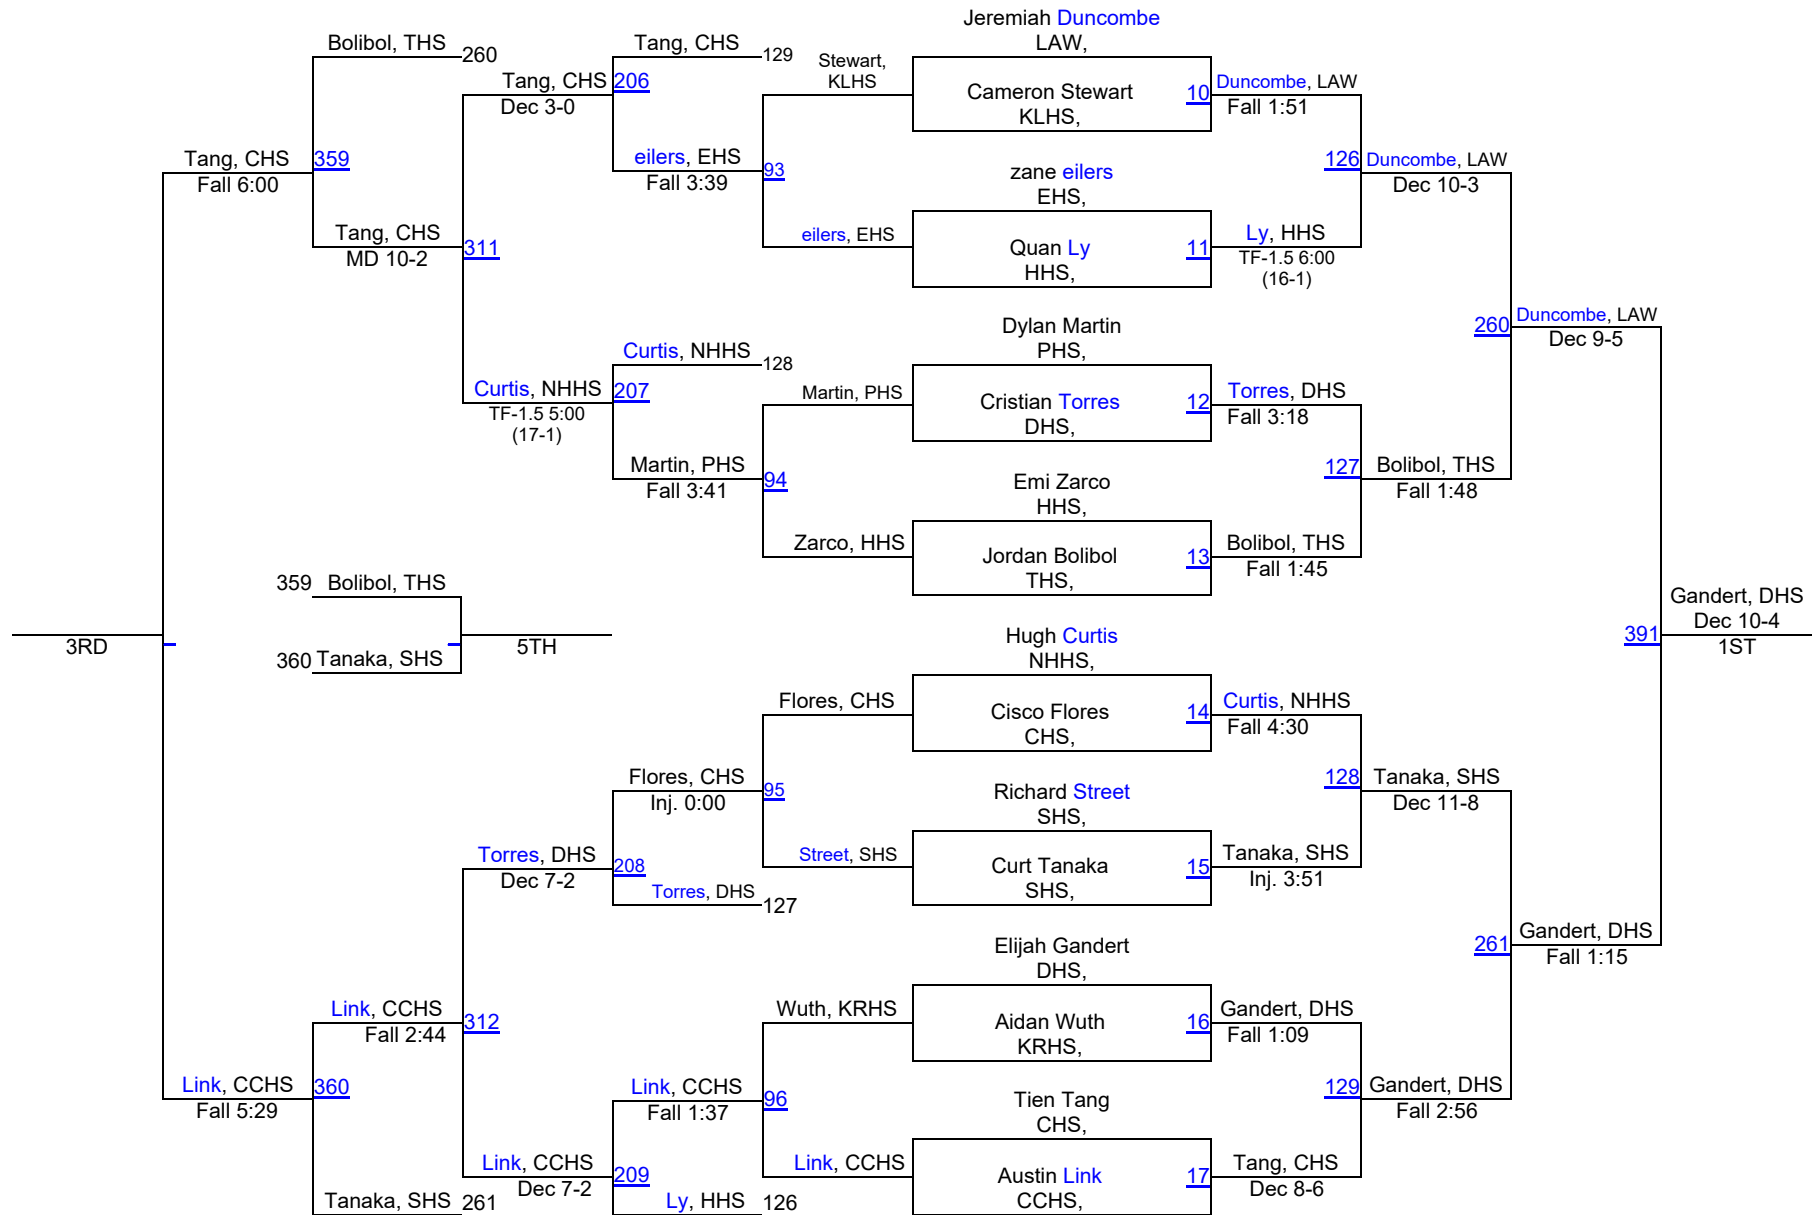 Jeremiah Duncombe
LAW,
Bolibol, THS
260
Tang, CHS
129
Stewart,
KLHS
Tang, CHS
206
Dec 3-0
Cameron Stewart
KLHS,
10
Duncombe, LAW
Fall 1:51
Tang, CHS
359
Fall 6:00
eilers, EHS
93
Fall 3:39
zane eilers
EHS,
126
Duncombe, LAW
Dec 10-3
Tang, CHS
311
MD 10-2
eilers, EHS
Quan Ly
HHS,
11
Ly, HHS
TF-1.5 6:00
(16-1)
Dylan Martin
PHS,
260
Duncombe, LAW
Dec 9-5
Curtis, NHHS
128
Curtis, NHHS
207
TF-1.5 5:00
(17-1)
Martin, PHS
Cristian Torres
DHS,
12
Torres, DHS
Fall 3:18
Martin, PHS
94
Fall 3:41
Emi Zarco
HHS,
127
Bolibol, THS
Fall 1:48
Zarco, HHS
Jordan Bolibol
THS,
13
Bolibol, THS
Fall 1:45
359 Bolibol, THS
360 Tanaka, SHS
3RD
5TH
Hugh Curtis
NHHS,
Gandert, DHS
Dec 10-4
391
1ST
Flores, CHS
Cisco Flores
CHS,
14
Curtis, NHHS
Fall 4:30
Flores, CHS
95
Inj. 0:00
Richard Street
SHS,
128
Tanaka, SHS
Dec 11-8
Torres, DHS
208
Dec 7-2
Torres, DHS
127
Street, SHS
Curt Tanaka
SHS,
15
Tanaka, SHS
Inj. 3:51
Elijah Gandert
DHS,
261
Gandert, DHS
Fall 1:15
Link, CCHS
312
Fall 2:44
Wuth, KRHS
Aidan Wuth
KRHS,
16
Gandert, DHS
Fall 1:09
Link, CCHS
360
Fall 5:29
Link, CCHS
96
Fall 1:37
Tien Tang
CHS,
129
Gandert, DHS
Fall 2:56
Link, CCHS
209
Dec 7-2
Link, CCHS
Austin Link
CCHS,
17
Tang, CHS
Dec 8-6
Tanaka, SHS 261
Ly, HHS
126